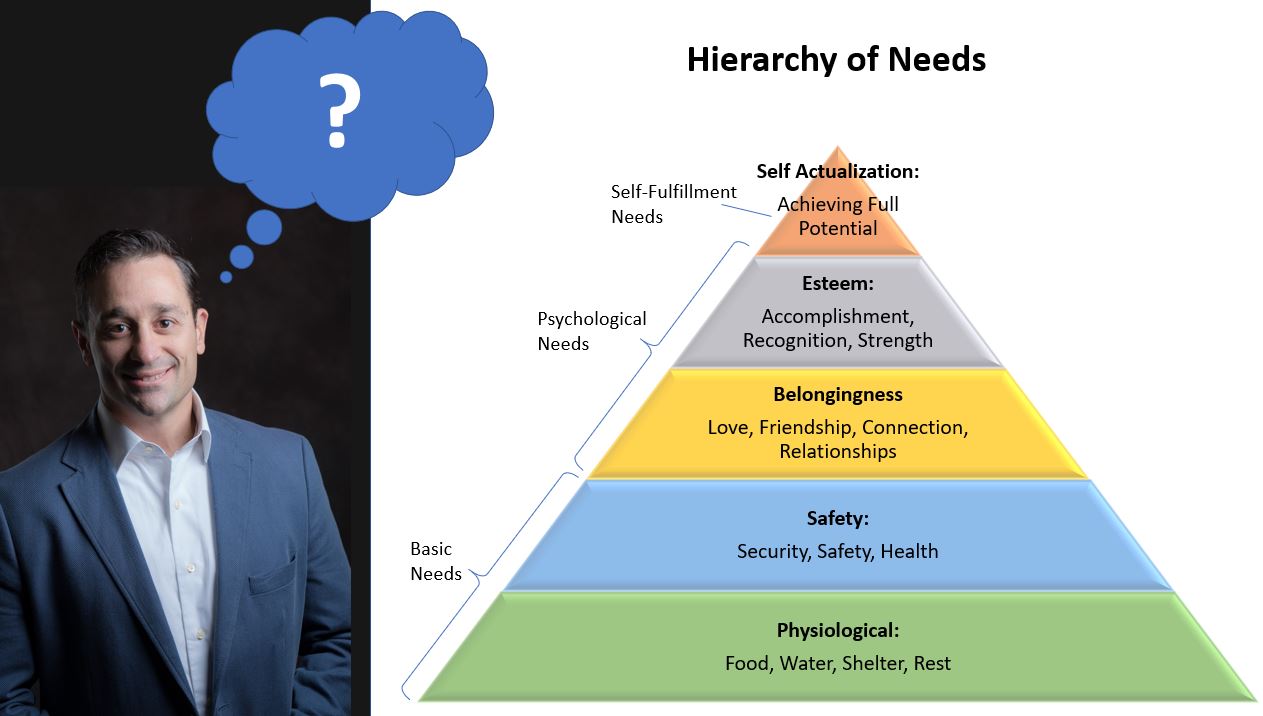 ?
Hierarchy of Needs
Self Actualization:
Achieving Full
Potential
Self-Fulfillment
Needs
Esteem:
Accomplishment,
Recognition, Strength
Psychological
Needs
Belongingness
Love, Friendship, Connection,
Relationships
Safety:
Security, Safety, Health
Basic
Needs
Physiological:
Food, Water, Shelter, Rest